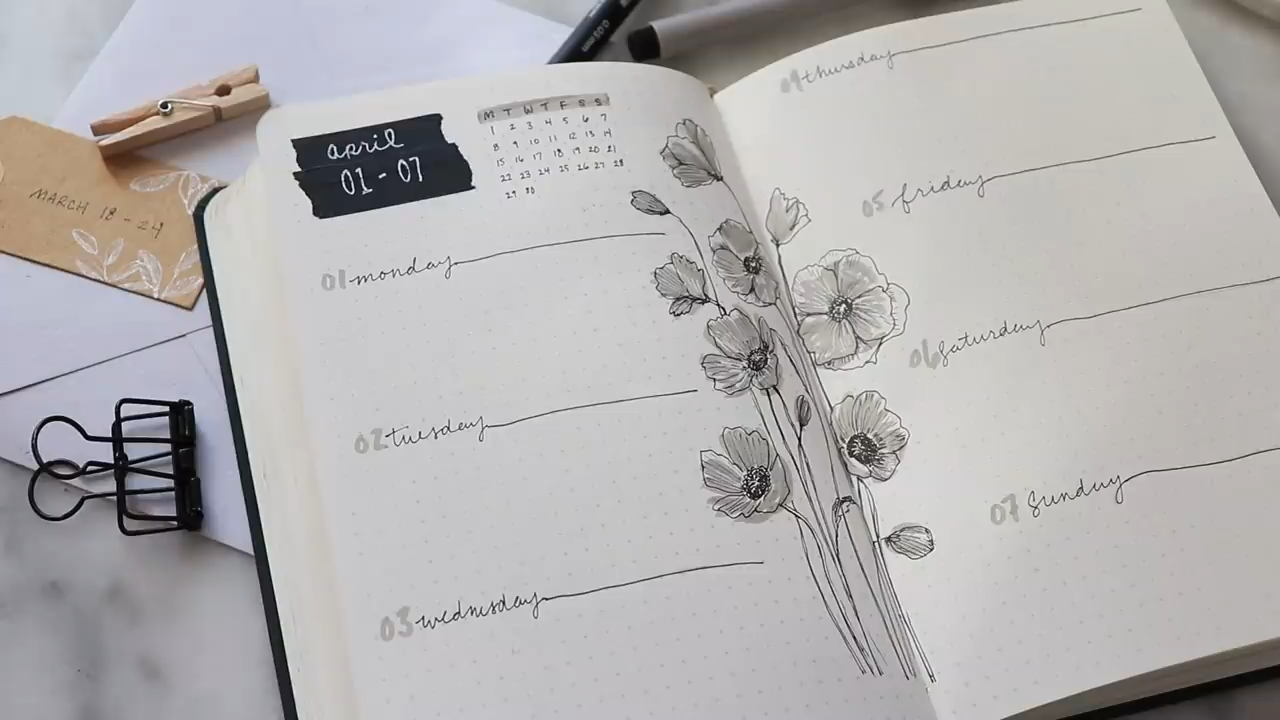 april
01 - 07
M T W T F S S
1 2 3 4 5 6 7
8 9 10 11 12 13 14
15 16 17 18 19 20 21
22 23 24 25 26 27 28
29 30
01 monday
02 tuesday
03 wednesday
04 thursday
05 friday
06 saturday
07 Sunday
MARCH 18 - 24
0.05mm